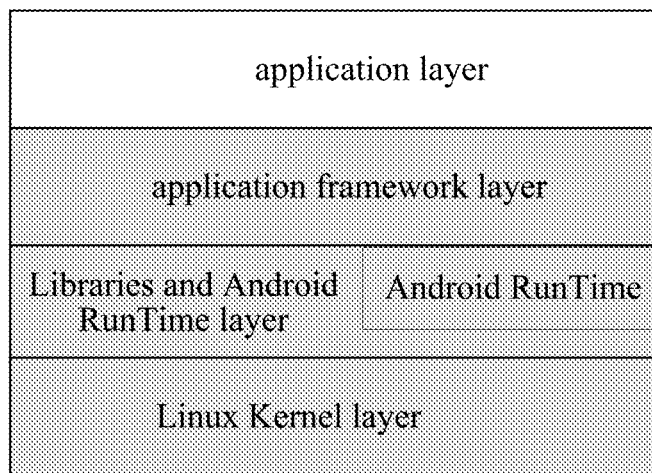 application layer
application framework layer
Libraries and Android
RunTime layer
Android RunTime
Linux Kernel layer